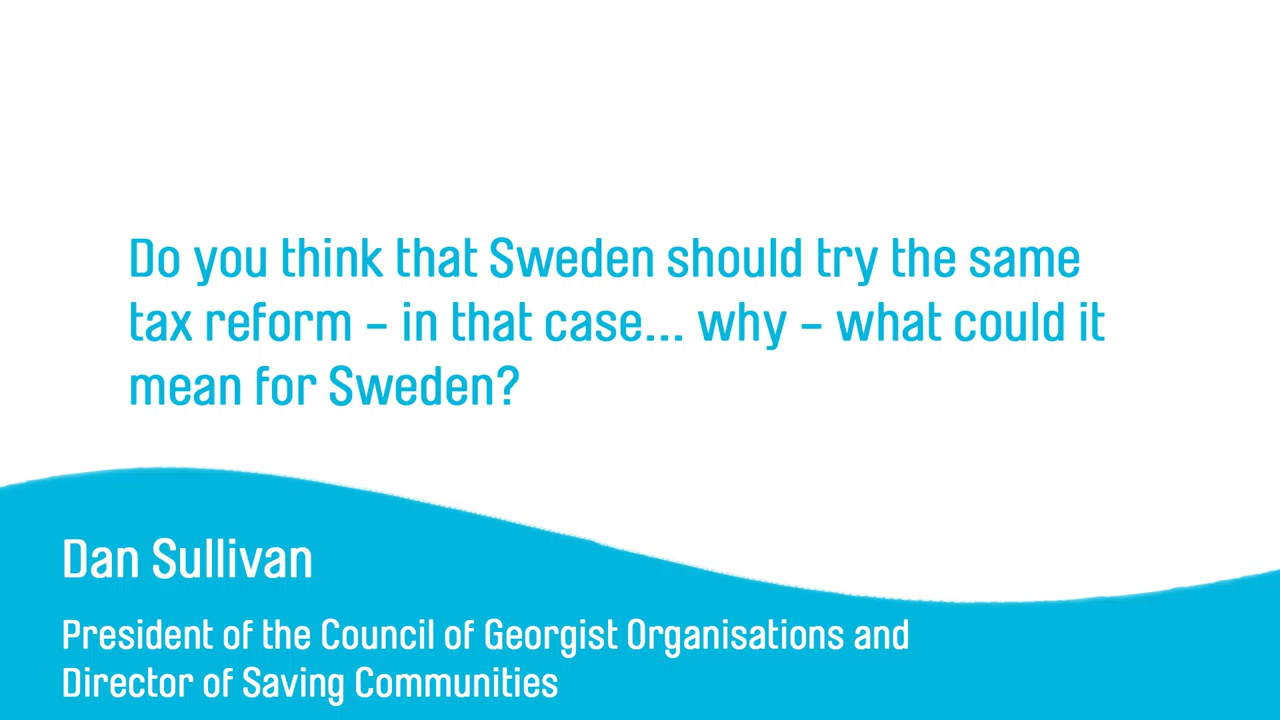 Do you think that Sweden should try the same
tax reform – in that case... why – what could it
mean for Sweden?
Dan Sullivan
President of the Council of Georgist Organisations and
Director of Saving Communities